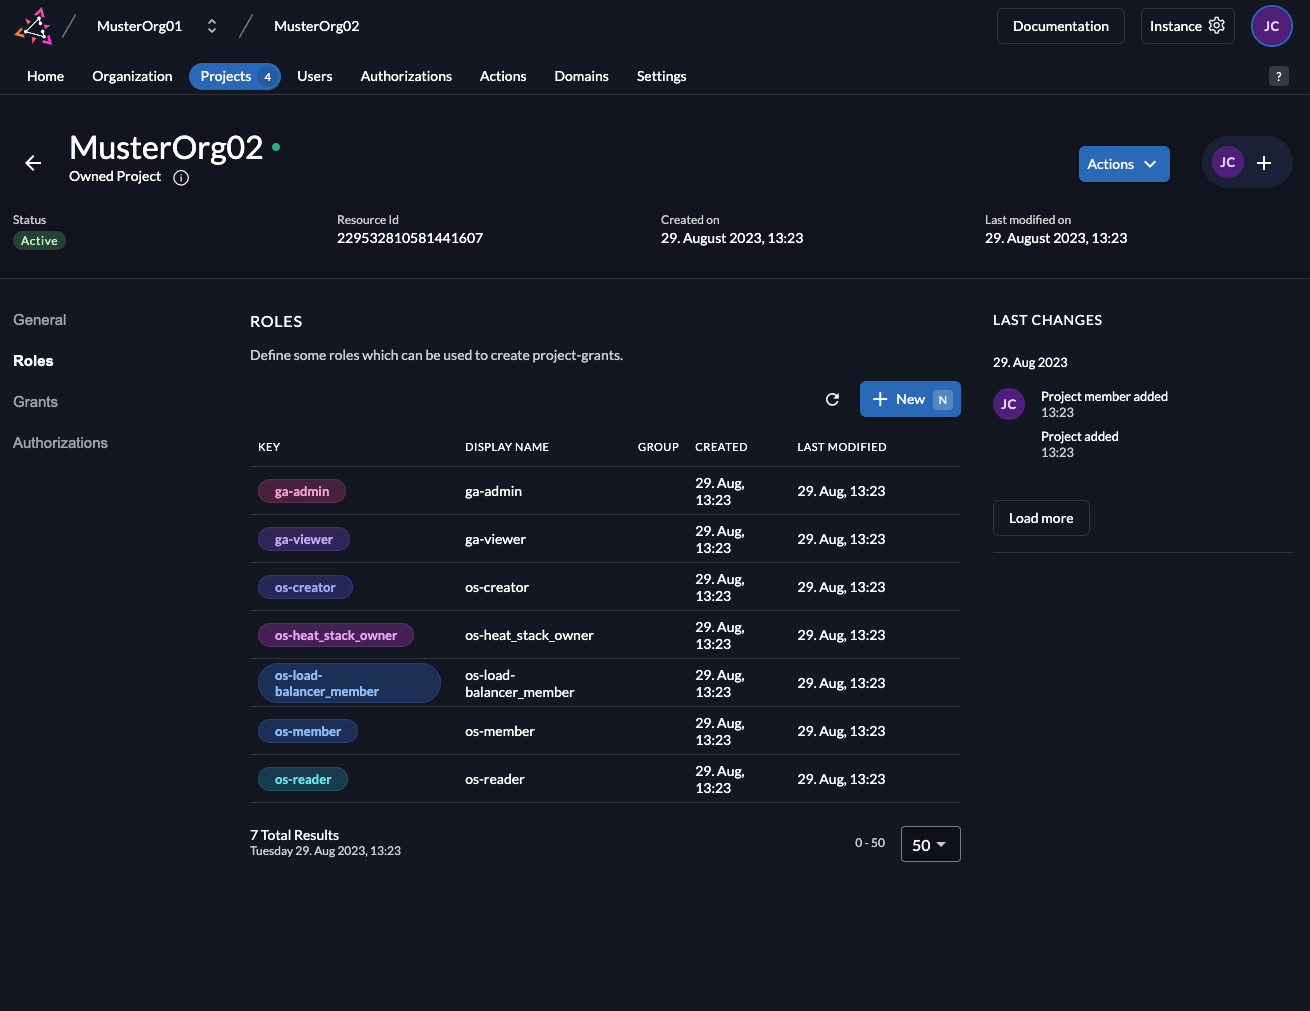 MusterOrg01 MusterOrg02 Documentation Instance JC
Home Organization Projects 4 Users Authorizations Actions Domains Settings ?
MusterOrg02
Owned Project
Actions JC
Status Resource Id Created on Last modified on
Active 229532810581441607 29. August 2023, 13:23 29. August 2023, 13:23
General
Roles
Grants
Authorizations
ROLES
Define some roles which can be used to create project-grants.
New N
KEY DISPLAY NAME GROUP CREATED LAST MODIFIED
ga-admin ga-admin 29. Aug, 13:23 29. Aug, 13:23
ga-viewer ga-viewer 29. Aug, 13:23 29. Aug, 13:23
os-creator os-creator 29. Aug, 13:23 29. Aug, 13:23
os-heat_stack_owner os-heat_stack_owner 29. Aug, 13:23 29. Aug, 13:23
os-load-balancer_member os-load-balancer_member 29. Aug, 13:23 29. Aug, 13:23
os-member os-member 29. Aug, 13:23 29. Aug, 13:23
os-reader os-reader 29. Aug, 13:23 29. Aug, 13:23
7 Total Results
Tuesday 29. Aug 2023, 13:23
0 - 50 50
LAST CHANGES
29. Aug 2023
JC
Project member added
13:23
Project added
13:23
Load more